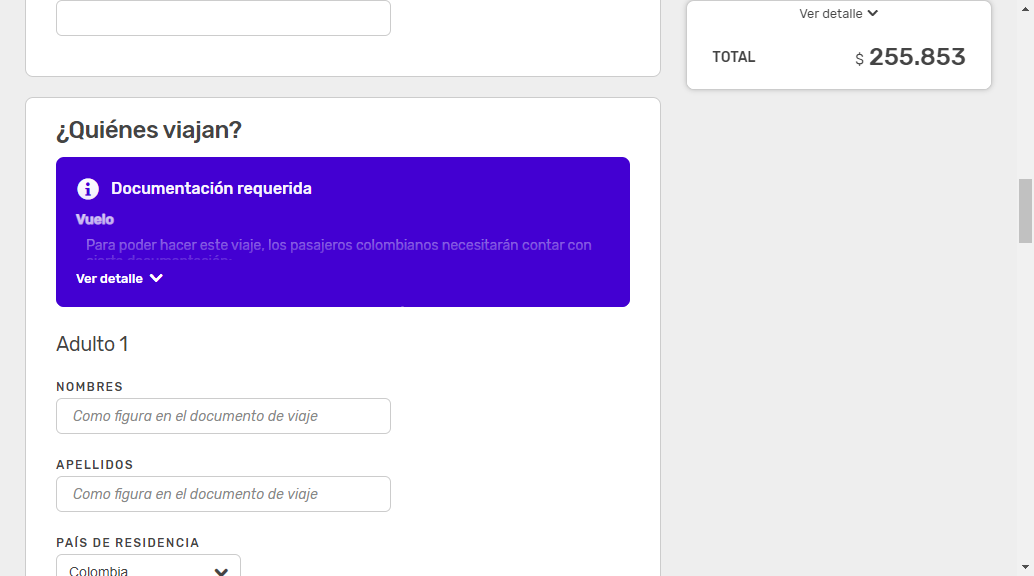 Ver detalle
TOTAL
$ 255.853
¿Quiénes viajan?
Documentación requerida
Vuelo
Para poder hacer este viaje, los pasajeros colombianos necesitarán contar con
cierta documentación:
Ver detalle
Adulto 1
NOMBRES
Como figura en el documento de viaje
APELLIDOS
Como figura en el documento de viaje
PAÍS DE RESIDENCIA
Colombia